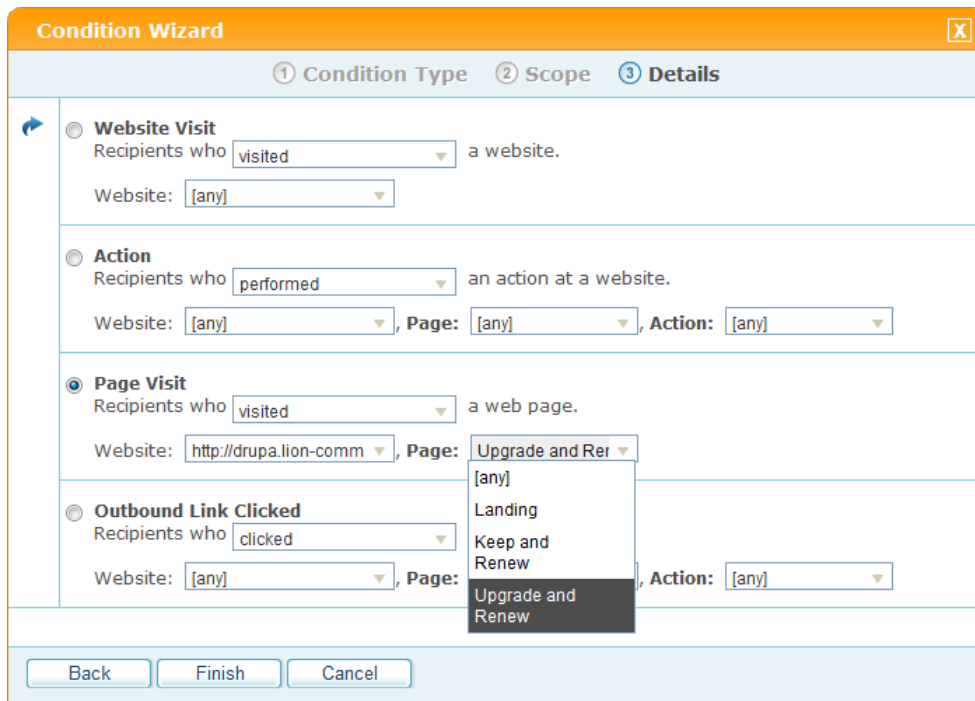 Condition Wizard X
1 Condition Type 2 Scope 3 Details
Website Visit
Recipients who visited a website.
Website: [any]
Action
Recipients who performed an action at a website.
Website: [any] , Page: [any] , Action: [any]
Page Visit
Recipients who visited a web page.
Website: http://drupa.lion-comm , Page: Upgrade and Rer
[any]
Landing
Keep and
Renew
Upgrade and
Renew
Outbound Link Clicked
Recipients who clicked
Website: [any] , Page: , Action: [any]
Back Finish Cancel